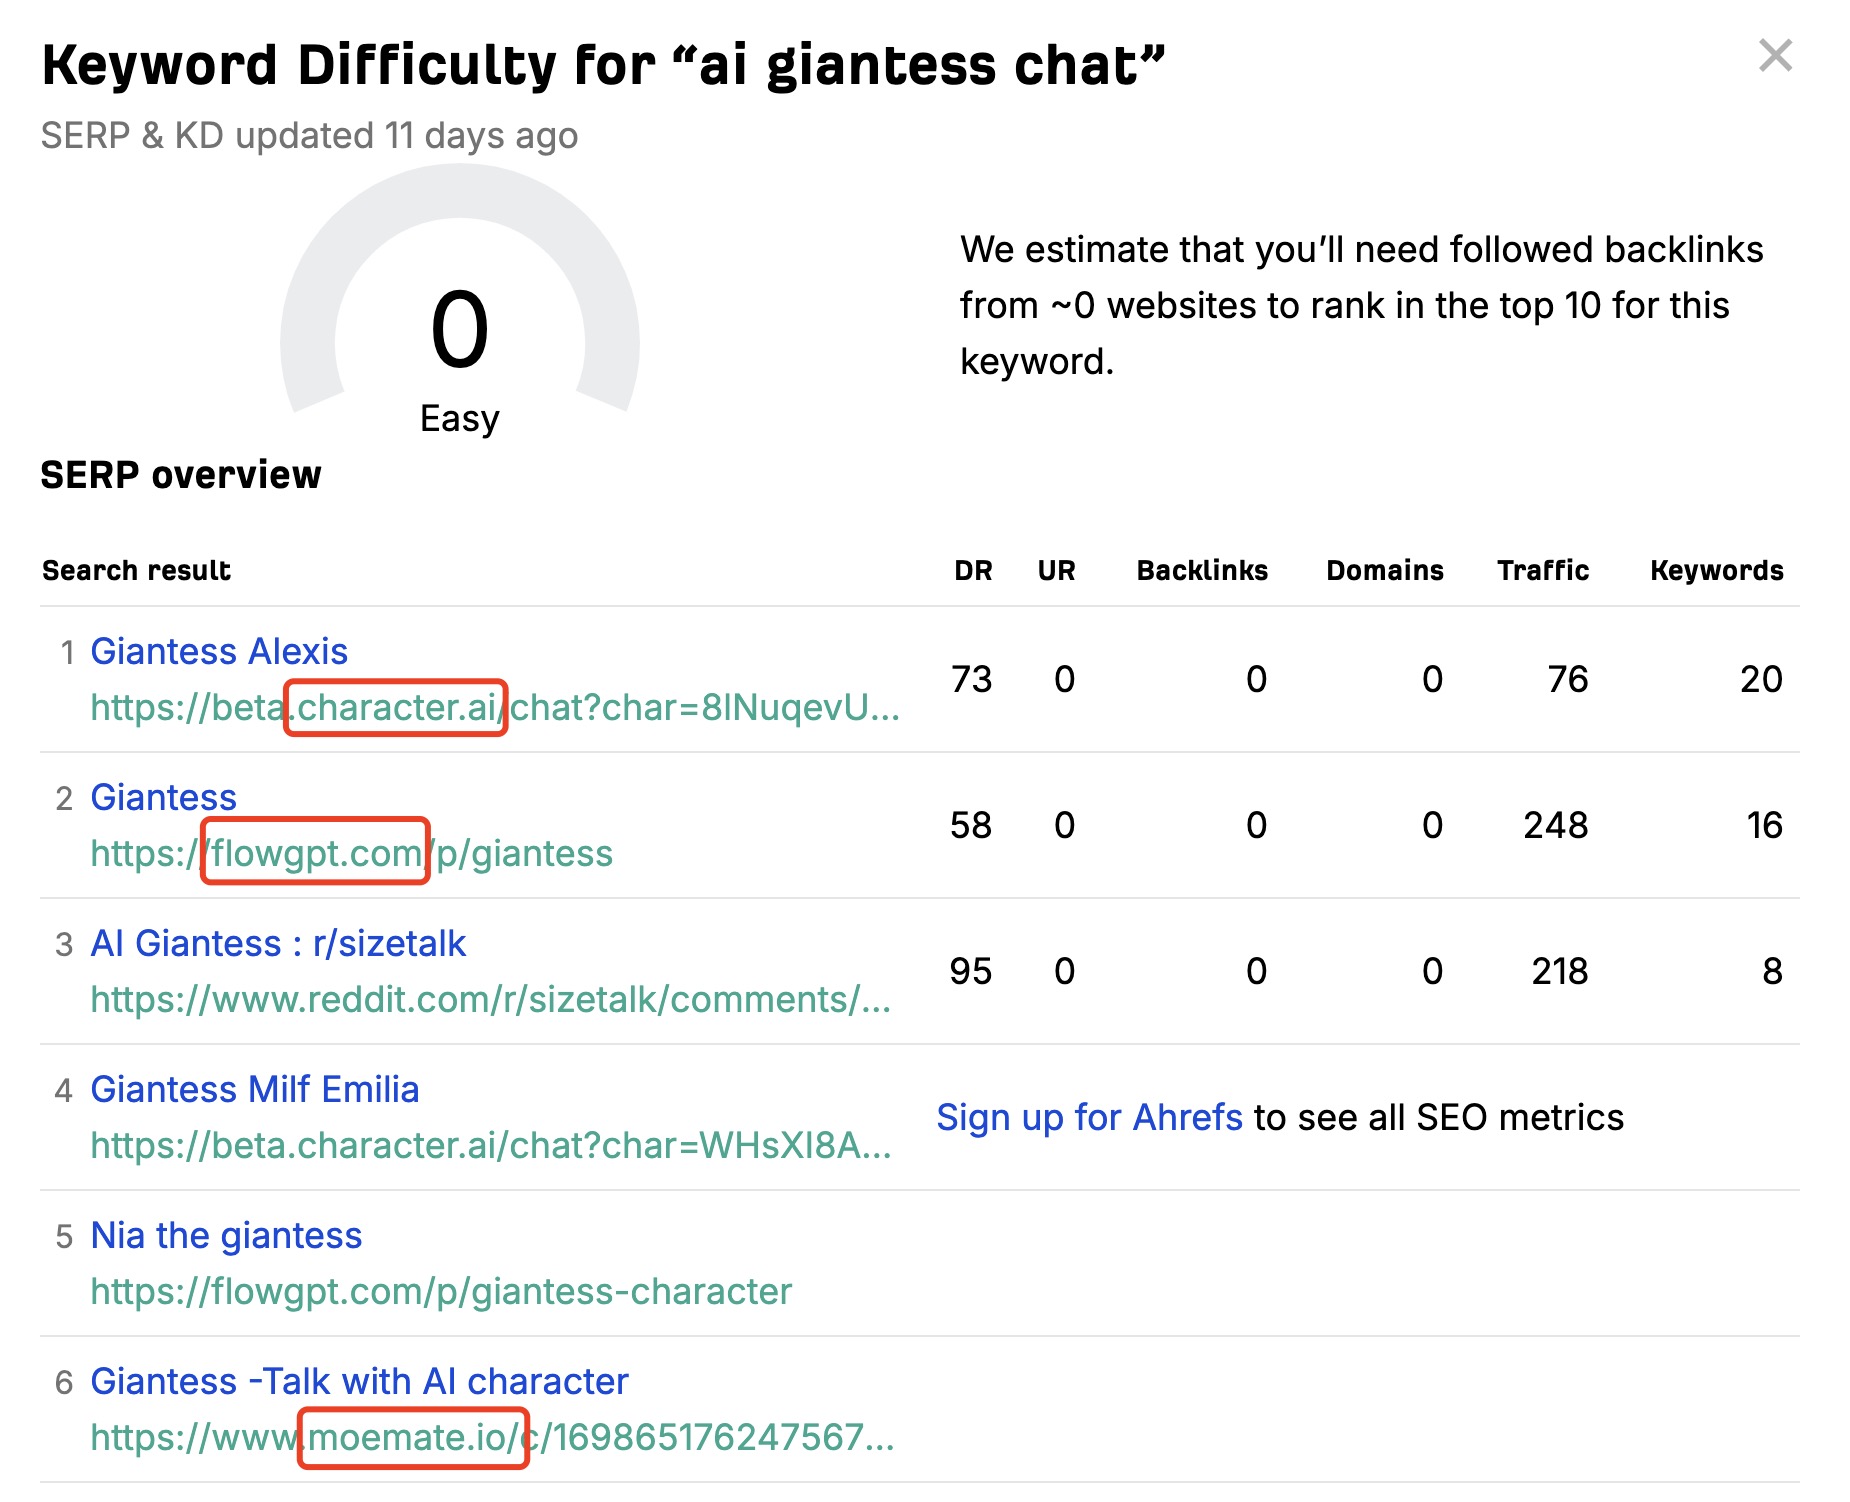 Keyword Difficulty for “ai giantess chat”
SERP & KD updated 11 days ago
0
Easy
We estimate that you’ll need followed backlinks
from ~0 websites to rank in the top 10 for this
keyword.
SERP overview
Search result DR UR Backlinks Domains Traffic Keywords
1 Giantess Alexis
https://beta.character.ai/chat?char=8lNuqevU...
73 0 0 0 76 20
2 Giantess
https://flowgpt.com/p/giantess
58 0 0 0 248 16
3 AI Giantess : r/sizetalk
https://www.reddit.com/r/sizetalk/comments/...
95 0 0 0 218 8
4 Giantess Milf Emilia
https://beta.character.ai/chat?char=WHsXI8A...
Sign up for Ahrefs to see all SEO metrics
5 Nia the giantess
https://flowgpt.com/p/giantess-character
6 Giantess -Talk with AI character
https://www.moemate.io/c/169865176247567...